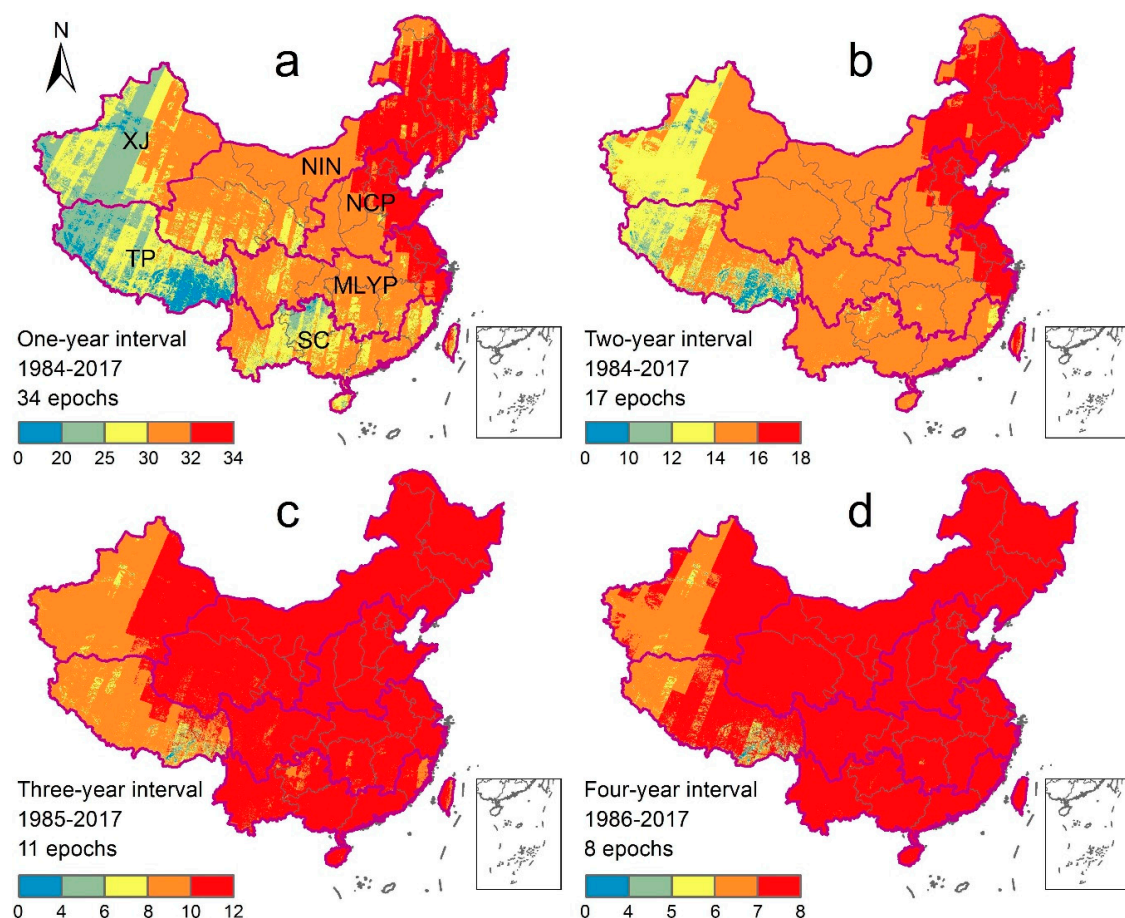 N
a
XJ
NIN
NCP
TP
MLYP
SC
One-year interval
1984-2017
34 epochs
0 20 25 30 32 34
b
Two-year interval
1984-2017
17 epochs
0 10 12 14 16 18
c
Three-year interval
1985-2017
11 epochs
0 4 6 8 10 12
d
Four-year interval
1986-2017
8 epochs
0 4 5 6 7 8